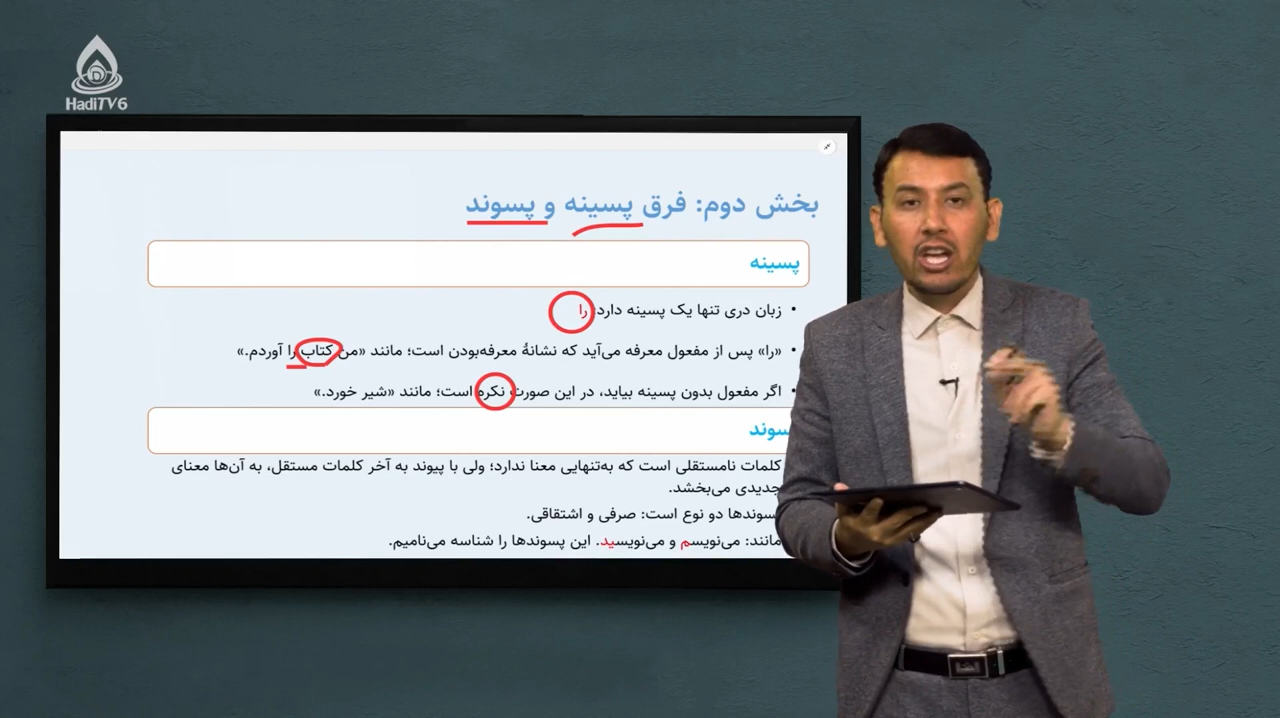 HadiTV6
بخش دوم: فرق پسینه و پسوند
پسینه
• زبان دری تنها یک پسینه دارد: را
• «را» پس از مفعول معرفه می‌آید که نشانهٔ معرفه‌بودن است؛ مانند «من کتاب را آوردم.»
• اگر مفعول بدون پسینه بیاید، در این صورت نکره است؛ مانند «شیر خورد.»
کلمات نامستقلی است که به‌تنهایی معنا ندارد؛ ولی با پیوند به آخر کلمات مستقل، به آن‌ها معنای
جدیدی می‌بخشد.
دو نوع است: صرفی و اشتقاقی.
مانند: می‌نویسم و می‌نویسید. این پسوندها را شناسه می‌نامیم.